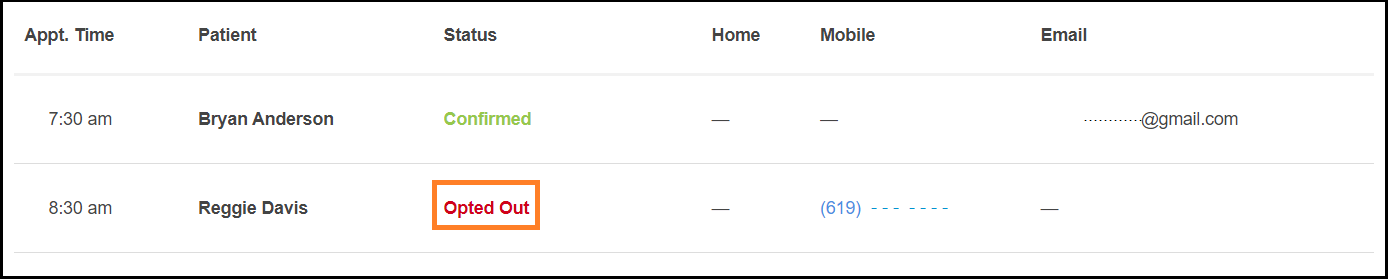 Appt. Time Patient Status Home Mobile Email
7:30 am Bryan Anderson Confirmed — — @gmail.com
8:30 am Reggie Davis Opted Out — (619) - - - - - - - —